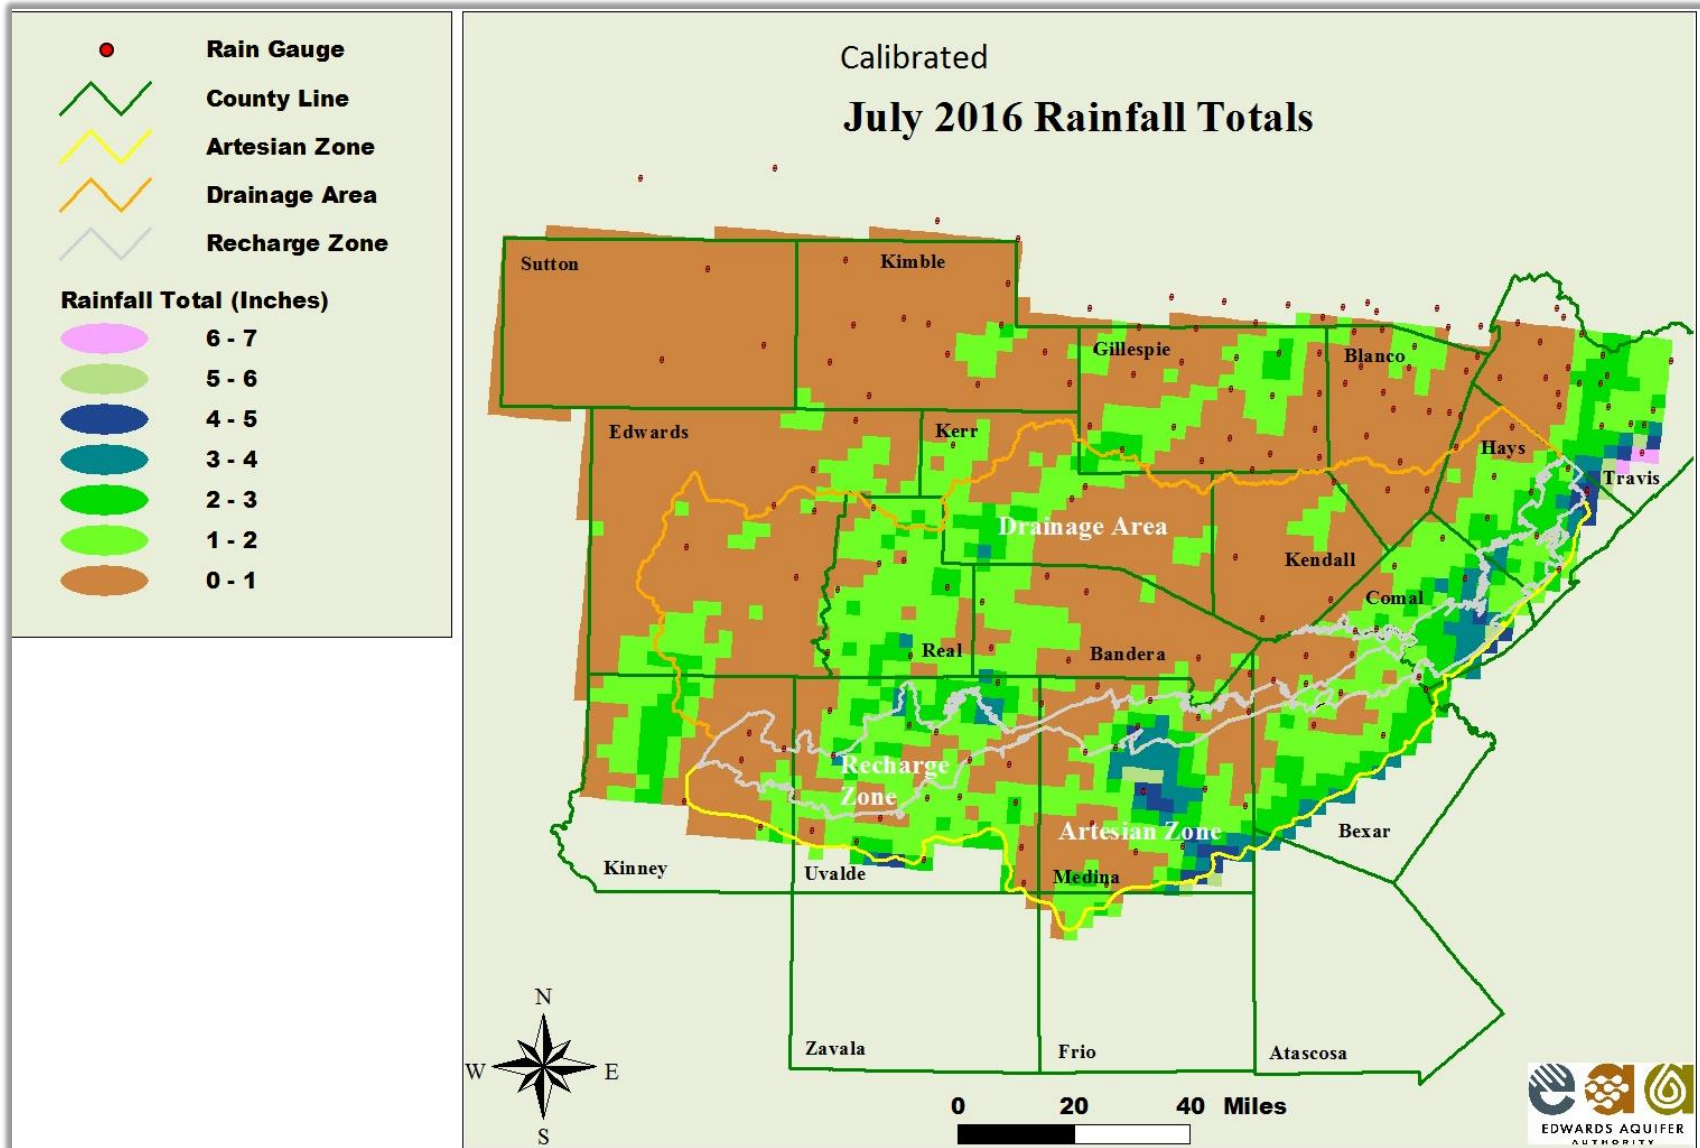 Rain Gauge
County Line
Artesian Zone
Drainage Area
Recharge Zone
Rainfall Total (Inches)
6 - 7
5 - 6
4 - 5
3 - 4
2 - 3
1 - 2
0 - 1
Calibrated
July 2016 Rainfall Totals
Sutton
Kimble
Gillespie
Blanco
Edwards
Kerr
Hays
Travis
Drainage Area
Kendall
Comal
Real
Bandera
Recharge
Zone
Artesian Zone
Bexar
Kinney
Uvalde
Medina
Zavala
Frio
Atascosa
N
W
E
S
0 20 40 Miles
eaa
EDWARDS AQUIFER
AUTHORITY